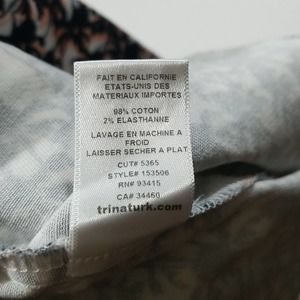 FAIT EN CALIFORNIE
ETATS-UNIS DES
MATERIAUX IMPORTES
98% COTON
2% ELASTHANNE
LAVAGE EN MACHINE A
FROID
LAISSER SECHER A PLAT
CUT# 5365
STYLE# 153506
RN# 93415
CA# 34460
trinaturk.com